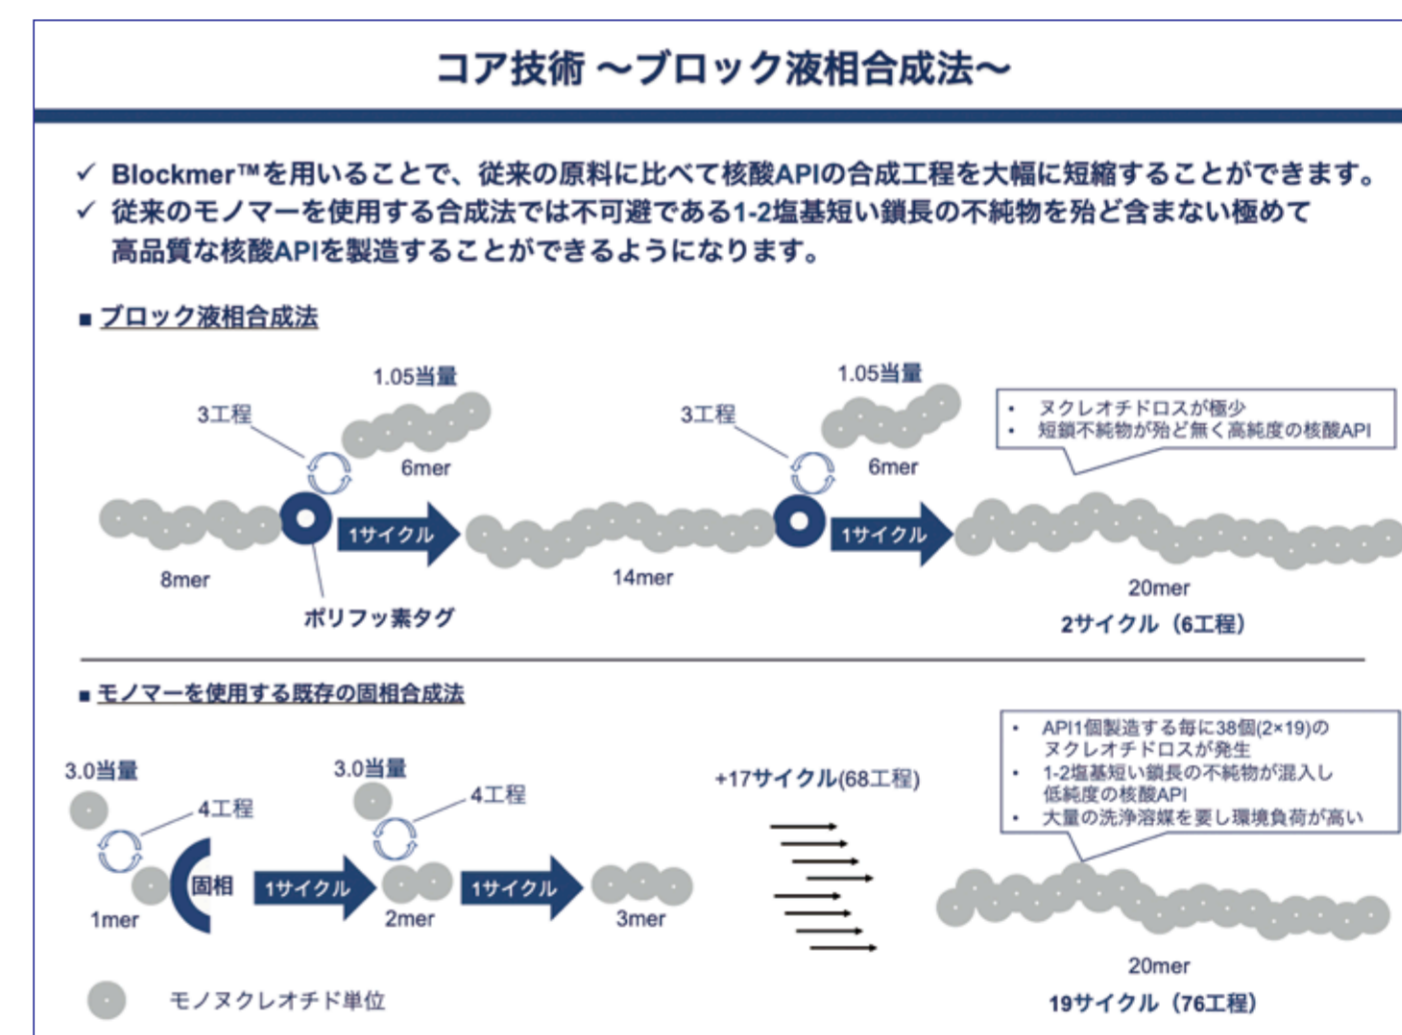 コア技術 〜ブロック液相合成法〜
✓ Blockmer™を用いることで、従来の原料に比べて核酸APIの合成工程を大幅に短縮することができます。
✓ 従来のモノマーを使用する合成法では不可避である1-2塩基短い鎖長の不純物を殆ど含まない極めて
高品質な核酸APIを製造することができるようになります。
■ ブロック液相合成法
1.05当量
3工程
6mer
8mer
1サイクル
ポリフッ素タグ
14mer
1.05当量
3工程
6mer
1サイクル
• ヌクレオチドロスが極少
• 短鎖不純物が殆ど無く高純度の核酸API
20mer
2サイクル（6工程）
■ モノマーを使用する既存の固相合成法
3.0当量
4工程
固相
1mer
1サイクル
3.0当量
4工程
2mer
1サイクル
3mer
+17サイクル(68工程)
• API1個製造する毎に38個(2×19)の
ヌクレオチドロスが発生
• 1-2塩基短い鎖長の不純物が混入し
低純度の核酸API
• 大量の洗浄溶媒を要し環境負荷が高い
20mer
19サイクル（76工程）
モノヌクレオチド単位